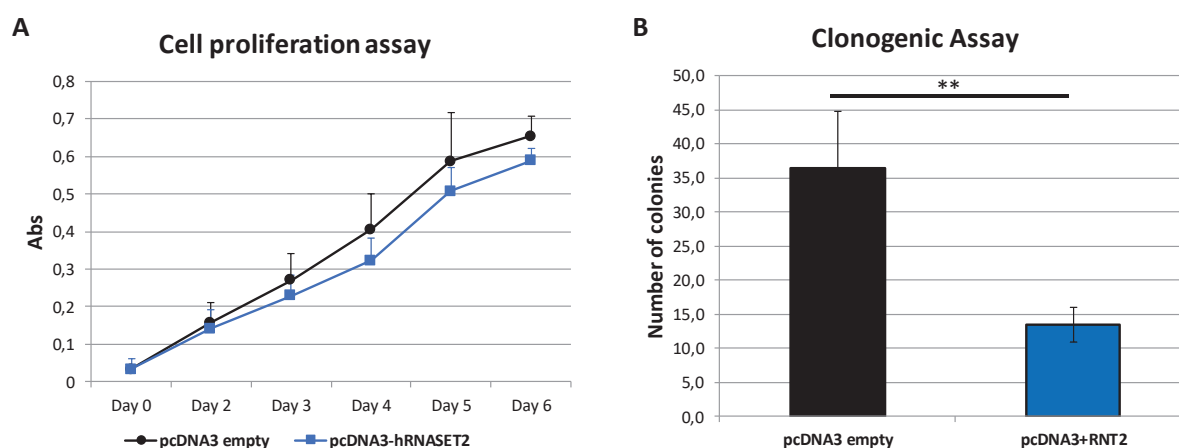 A
Cell proliferation assay
Abs
0,8
0,7
0,6
0,5
0,4
0,3
0,2
0,1
0
Day 0 Day 2 Day 3 Day 4 Day 5 Day 6
pcDNA3 empty pcDNA3-hRNASET2
B
Clonogenic Assay
Number of colonies
50,0
45,0
40,0
35,0
30,0
25,0
20,0
15,0
10,0
5,0
0,0
**
pcDNA3 empty pcDNA3+RNT2